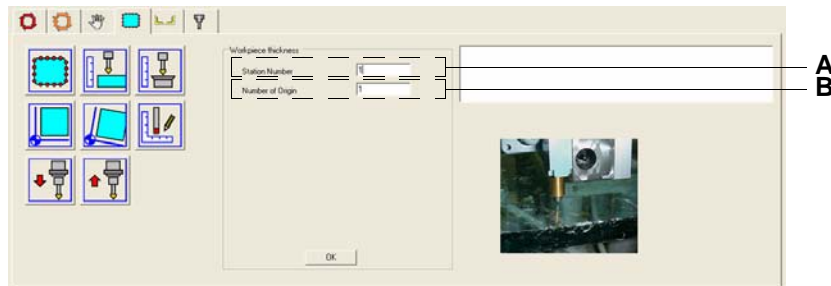 Workpiece thickness
Station Number 1
Number of Origin 1
OK
A
B